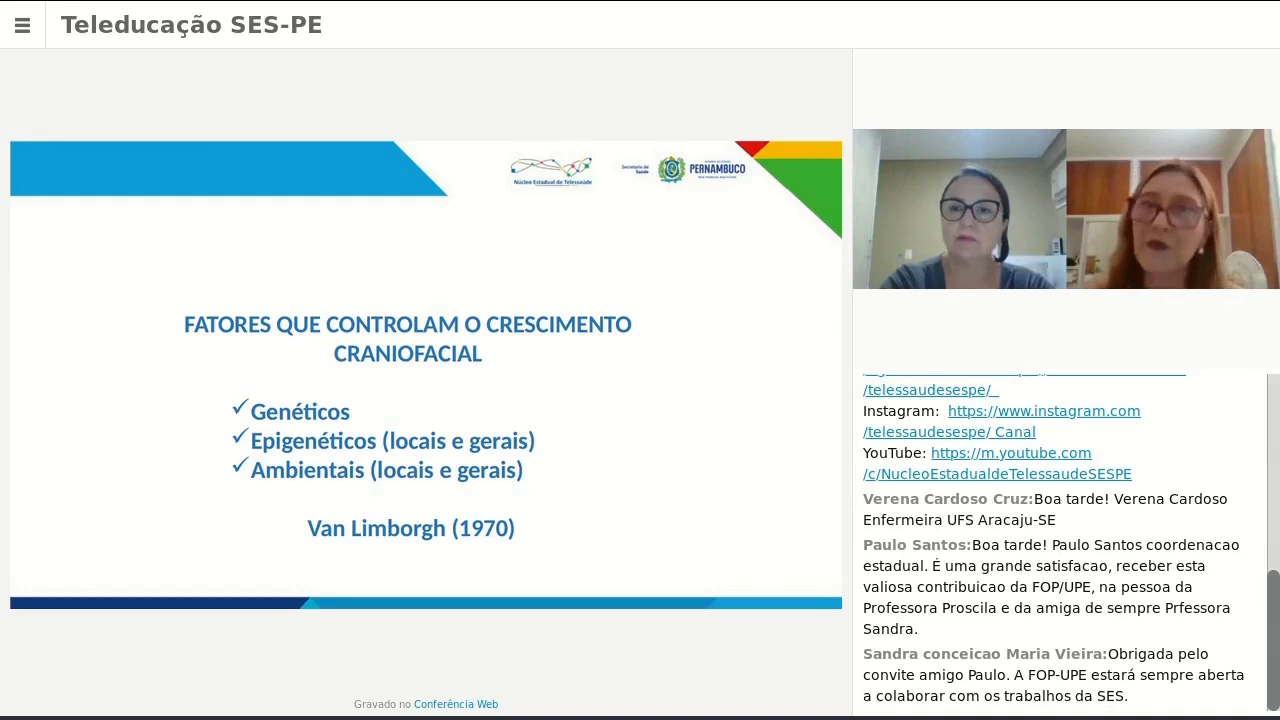 Teleducação SES-PE
Núcleo Estadual de Telessaúde
Secretaria de
Saúde
PERNAMBUCO
FATORES QUE CONTROLAM O CRESCIMENTO
CRANIOFACIAL
Genéticos
Epigenéticos (locais e gerais)
Ambientais (locais e gerais)
Van Limborgh (1970)
Gravado no Conferência Web
/telessaudesespe/
Instagram: https://www.instagram.com
/telessaudesespe/ Canal
YouTube: https://m.youtube.com
/c/NucleoEstadualdeTelessaudeSESPE
Verena Cardoso Cruz:Boa tarde! Verena Cardoso
Enfermeira UFS Aracaju-SE
Paulo Santos:Boa tarde! Paulo Santos coordenacao
estadual. É uma grande satisfacao, receber esta
valiosa contribuicao da FOP/UPE, na pessoa da
Professora Proscila e da amiga de sempre Prfessora
Sandra.
Sandra conceicao Maria Vieira:Obrigada pelo
convite amigo Paulo. A FOP-UPE estará sempre aberta
a colaborar com os trabalhos da SES.